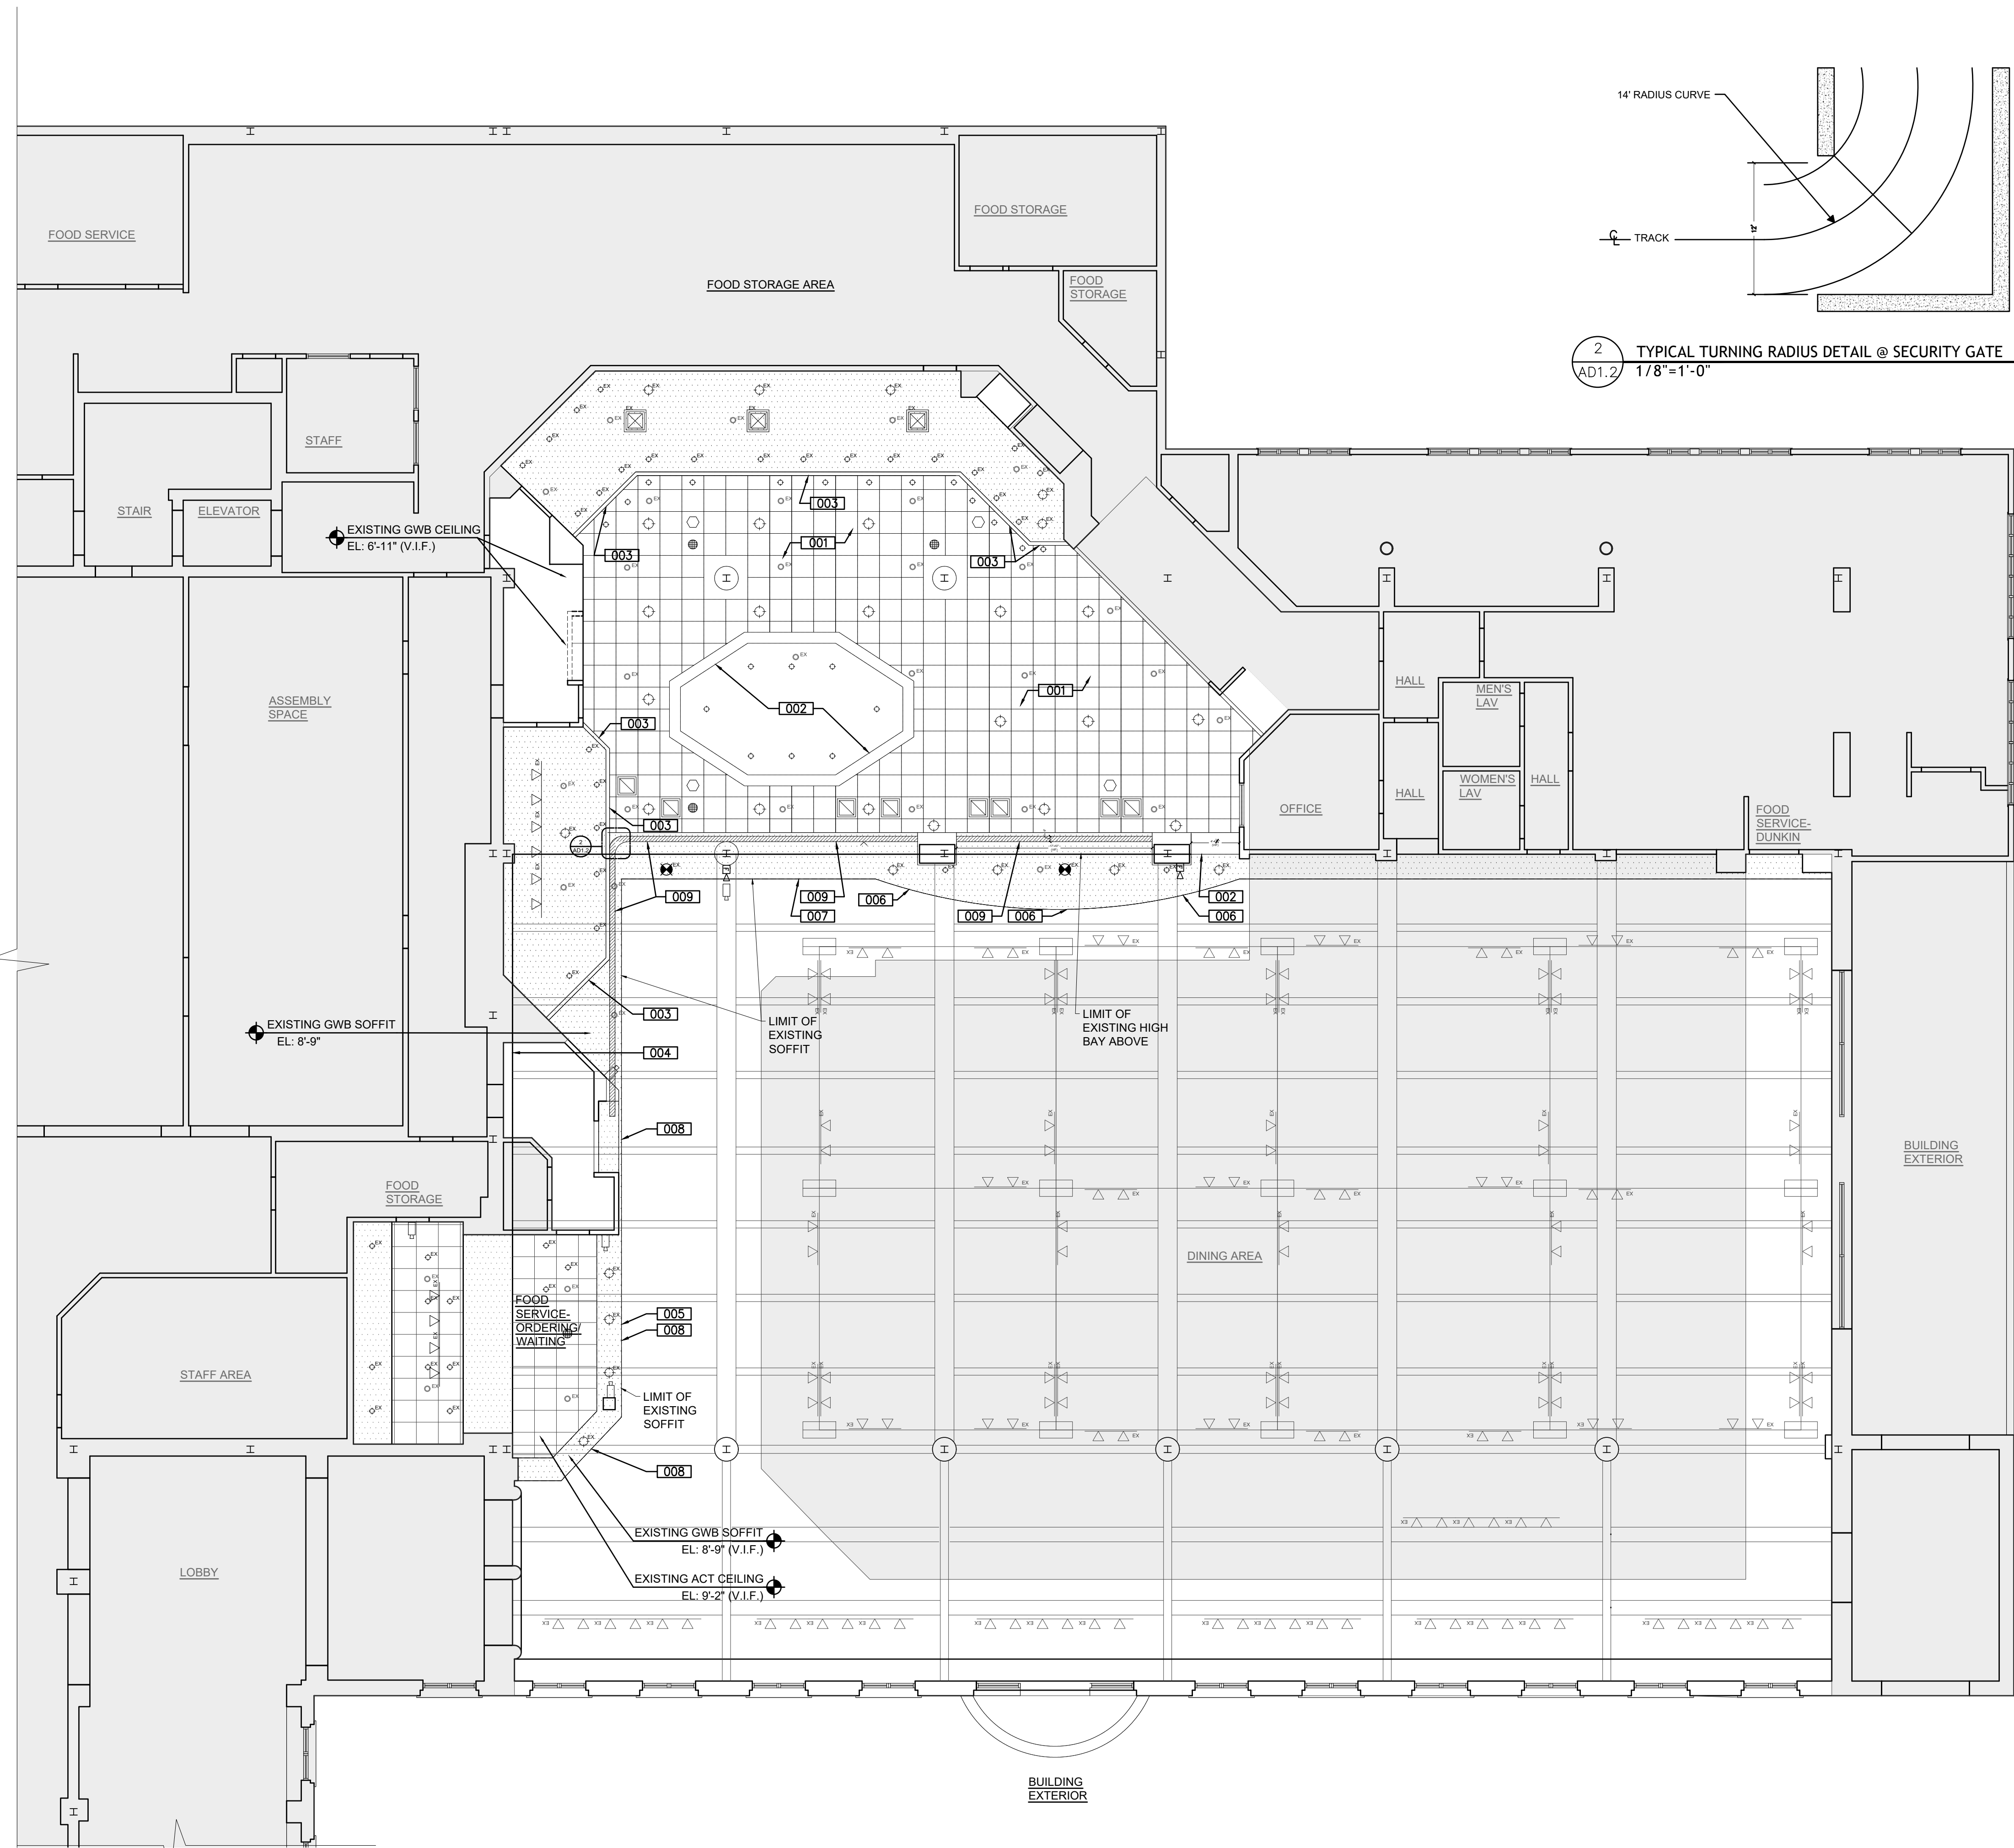 14' RADIUS CURVE
12'
℄ TRACK
2
AD1.2
TYPICAL TURNING RADIUS DETAIL @ SECURITY GATE
1/8"=1'-0"
FOOD SERVICE
FOOD STORAGE
FOOD STORAGE AREA
FOOD
STORAGE
STAFF
STAIR
ELEVATOR
EXISTING GWB CEILING
EL: 6'-11" (V.I.F.)
003
001
003
003
ASSEMBLY
SPACE
001
002
003
003
HALL
MEN'S
LAV
HALL
WOMEN'S
LAV
HALL
OFFICE
FOOD
SERVICE-
DUNKIN
2
AD1.2
009
009
007
006
009
006
002
006
EXISTING GWB SOFFIT
EL: 8'-9"
003
004
LIMIT OF
EXISTING
SOFFIT
LIMIT OF
EXISTING HIGH
BAY ABOVE
008
BUILDING
EXTERIOR
FOOD
STORAGE
DINING AREA
FOOD
SERVICE-
ORDERING/
WAITING
005
008
STAFF AREA
LIMIT OF
EXISTING
SOFFIT
008
EXISTING GWB SOFFIT
EL: 8'-9" (V.I.F.)
EXISTING ACT CEILING
EL: 9'-2" (V.I.F.)
LOBBY
BUILDING
EXTERIOR